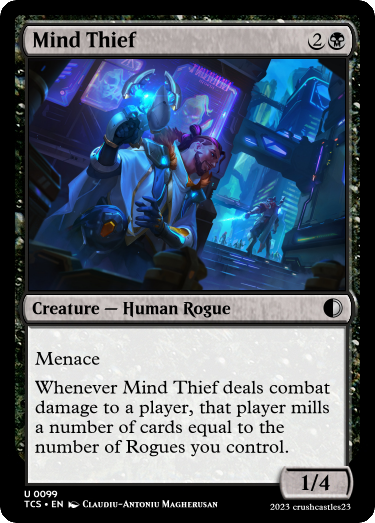 Mind Thief 2
Creature — Human Rogue
Menace
Whenever Mind Thief deals combat
damage to a player, that player mills
a number of cards equal to the
number of Rogues you control.
1/4
U 0099
TCS • EN Claudiu-Antoniu Magherusan
2023 crushcastles23